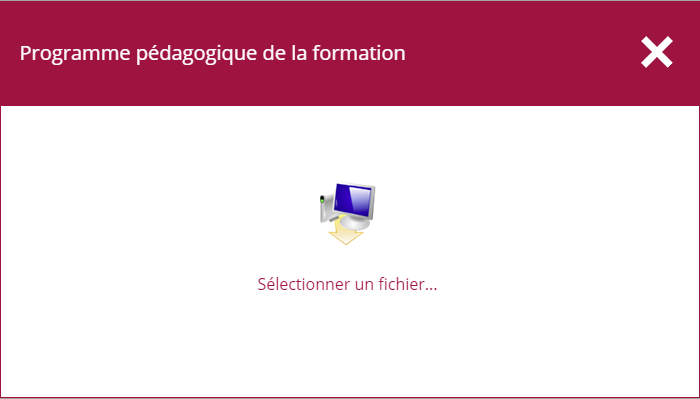 Programme pédagogique de la formation
Sélectionner un fichier...